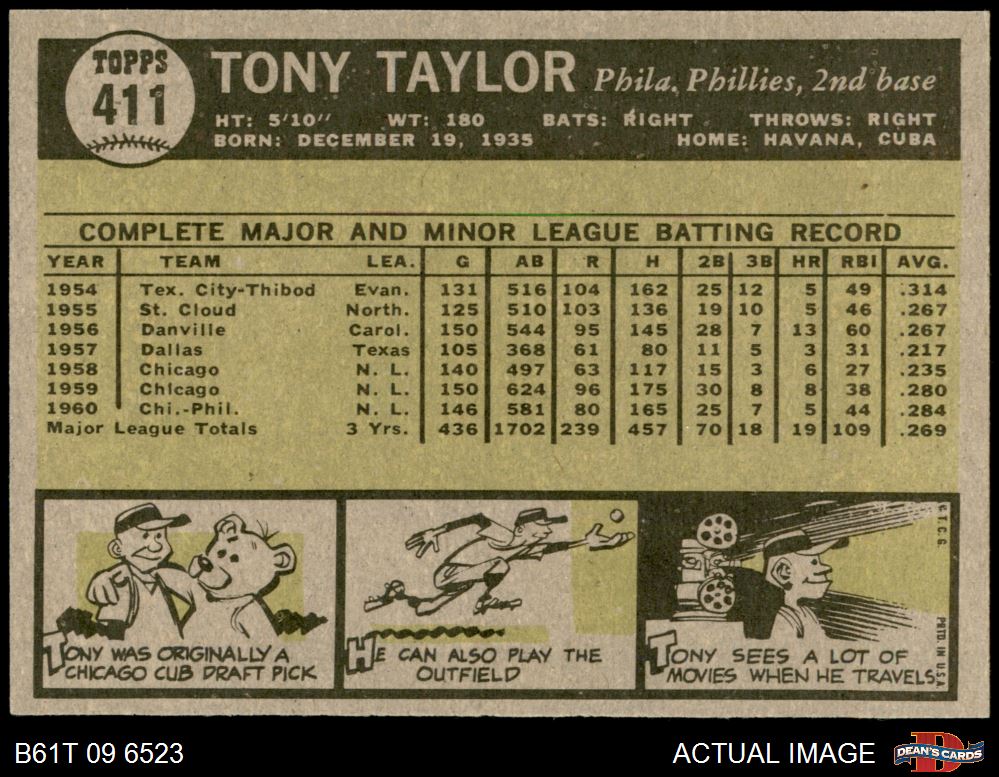 TOPPS
411
TONY TAYLOR Phila. Phillies, 2nd base
HT: 5'10" WT: 180 BATS: RIGHT THROWS: RIGHT
BORN: DECEMBER 19, 1935 HOME: HAVANA, CUBA
COMPLETE MAJOR AND MINOR LEAGUE BATTING RECORD
YEAR TEAM LEA. G AB R H 2B 3B HR RBI AVG.
1954 Tex. City-Thibod Evan. 131 516 104 162 25 12 5 49 .314
1955 St. Cloud North. 125 510 103 136 19 10 5 46 .267
1956 Danville Carol. 150 544 95 145 28 7 13 60 .267
1957 Dallas Texas 105 368 61 80 11 5 3 31 .217
1958 Chicago N. L. 140 497 63 117 15 3 6 27 .235
1959 Chicago N. L. 150 624 96 175 30 8 8 38 .280
1960 Chi.-Phil. N. L. 146 581 80 165 25 7 5 44 .284
Major League Totals 3 Yrs. 436 1702 239 457 70 18 19 109 .269
TONY WAS ORIGINALLY A
CHICAGO CUB DRAFT PICK
HE CAN ALSO PLAY THE
OUTFIELD
TONY SEES A LOT OF
MOVIES WHEN HE TRAVELS.
T.C.G.
PRTD. IN U.S.A.
B61T 09 6523
ACTUAL IMAGE
D
DEAN'S CARDS